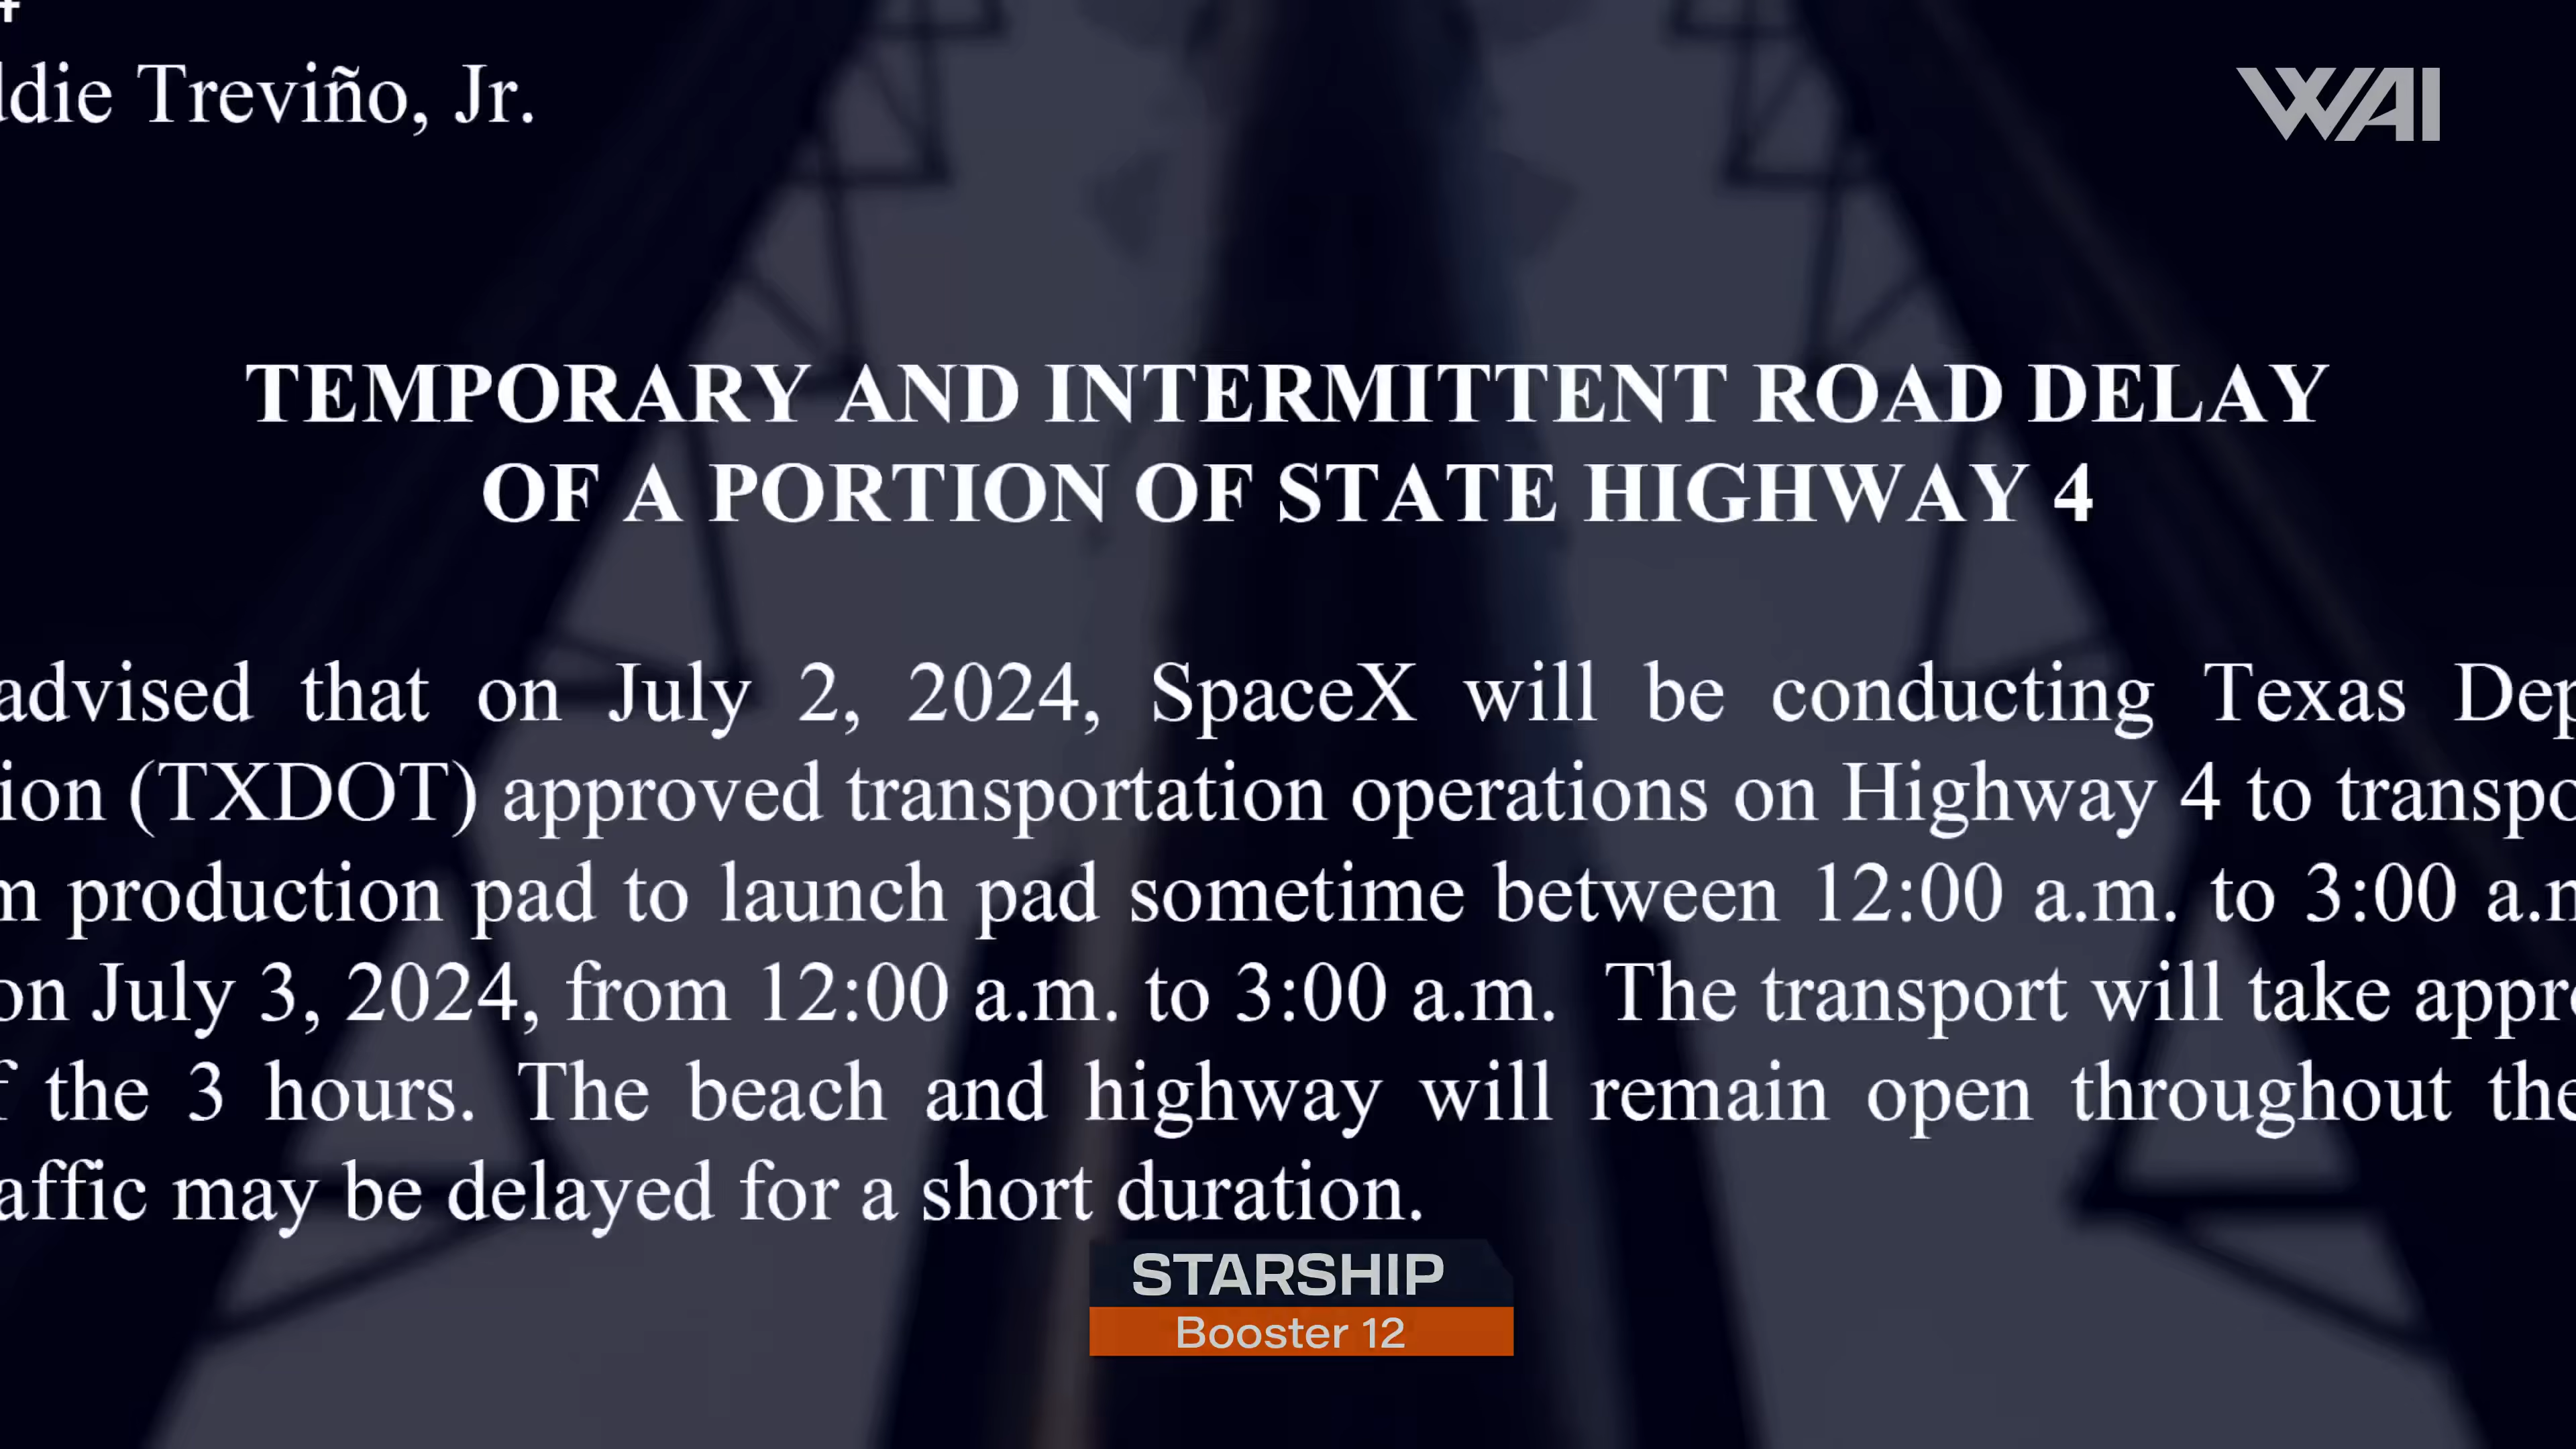 Treviño, Jr.
WAI
TEMPORARY AND INTERMITTENT ROAD DELAY
OF A PORTION OF STATE HIGHWAY 4
advised that on July 2, 2024, SpaceX will be conducting Texas Dep
ion (TXDOT) approved transportation operations on Highway 4 to transpo
m production pad to launch pad sometime between 12:00 a.m. to 3:00 a.m
on July 3, 2024, from 12:00 a.m. to 3:00 a.m. The transport will take appr
f the 3 hours. The beach and highway will remain open throughout the
affic may be delayed for a short duration.
STARSHIP
Booster 12